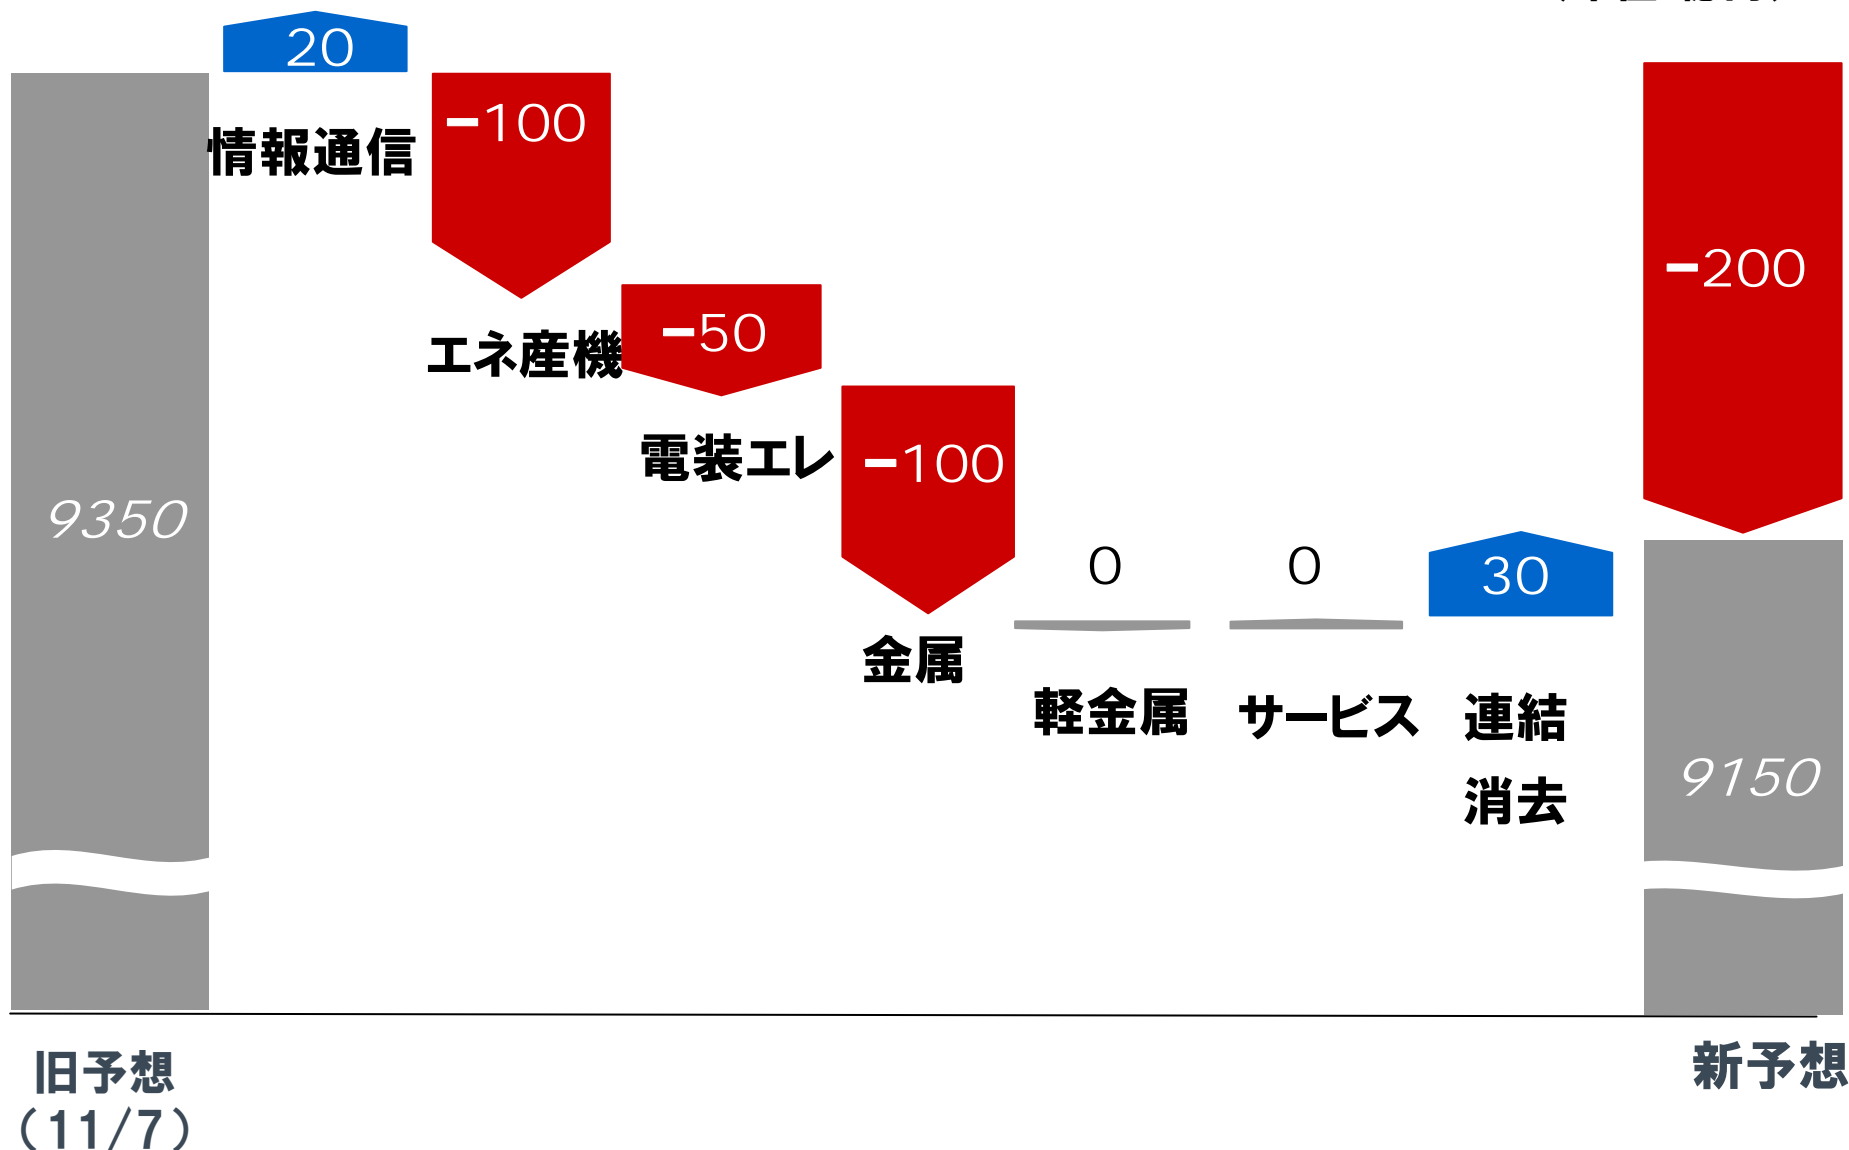 20
情報通信
-100
エネ産機
-50
電装エレ
-100
金属
0
軽金属
0
サービス
30
連結
消去
-200
9350
9150
旧予想
(11/7)
新予想